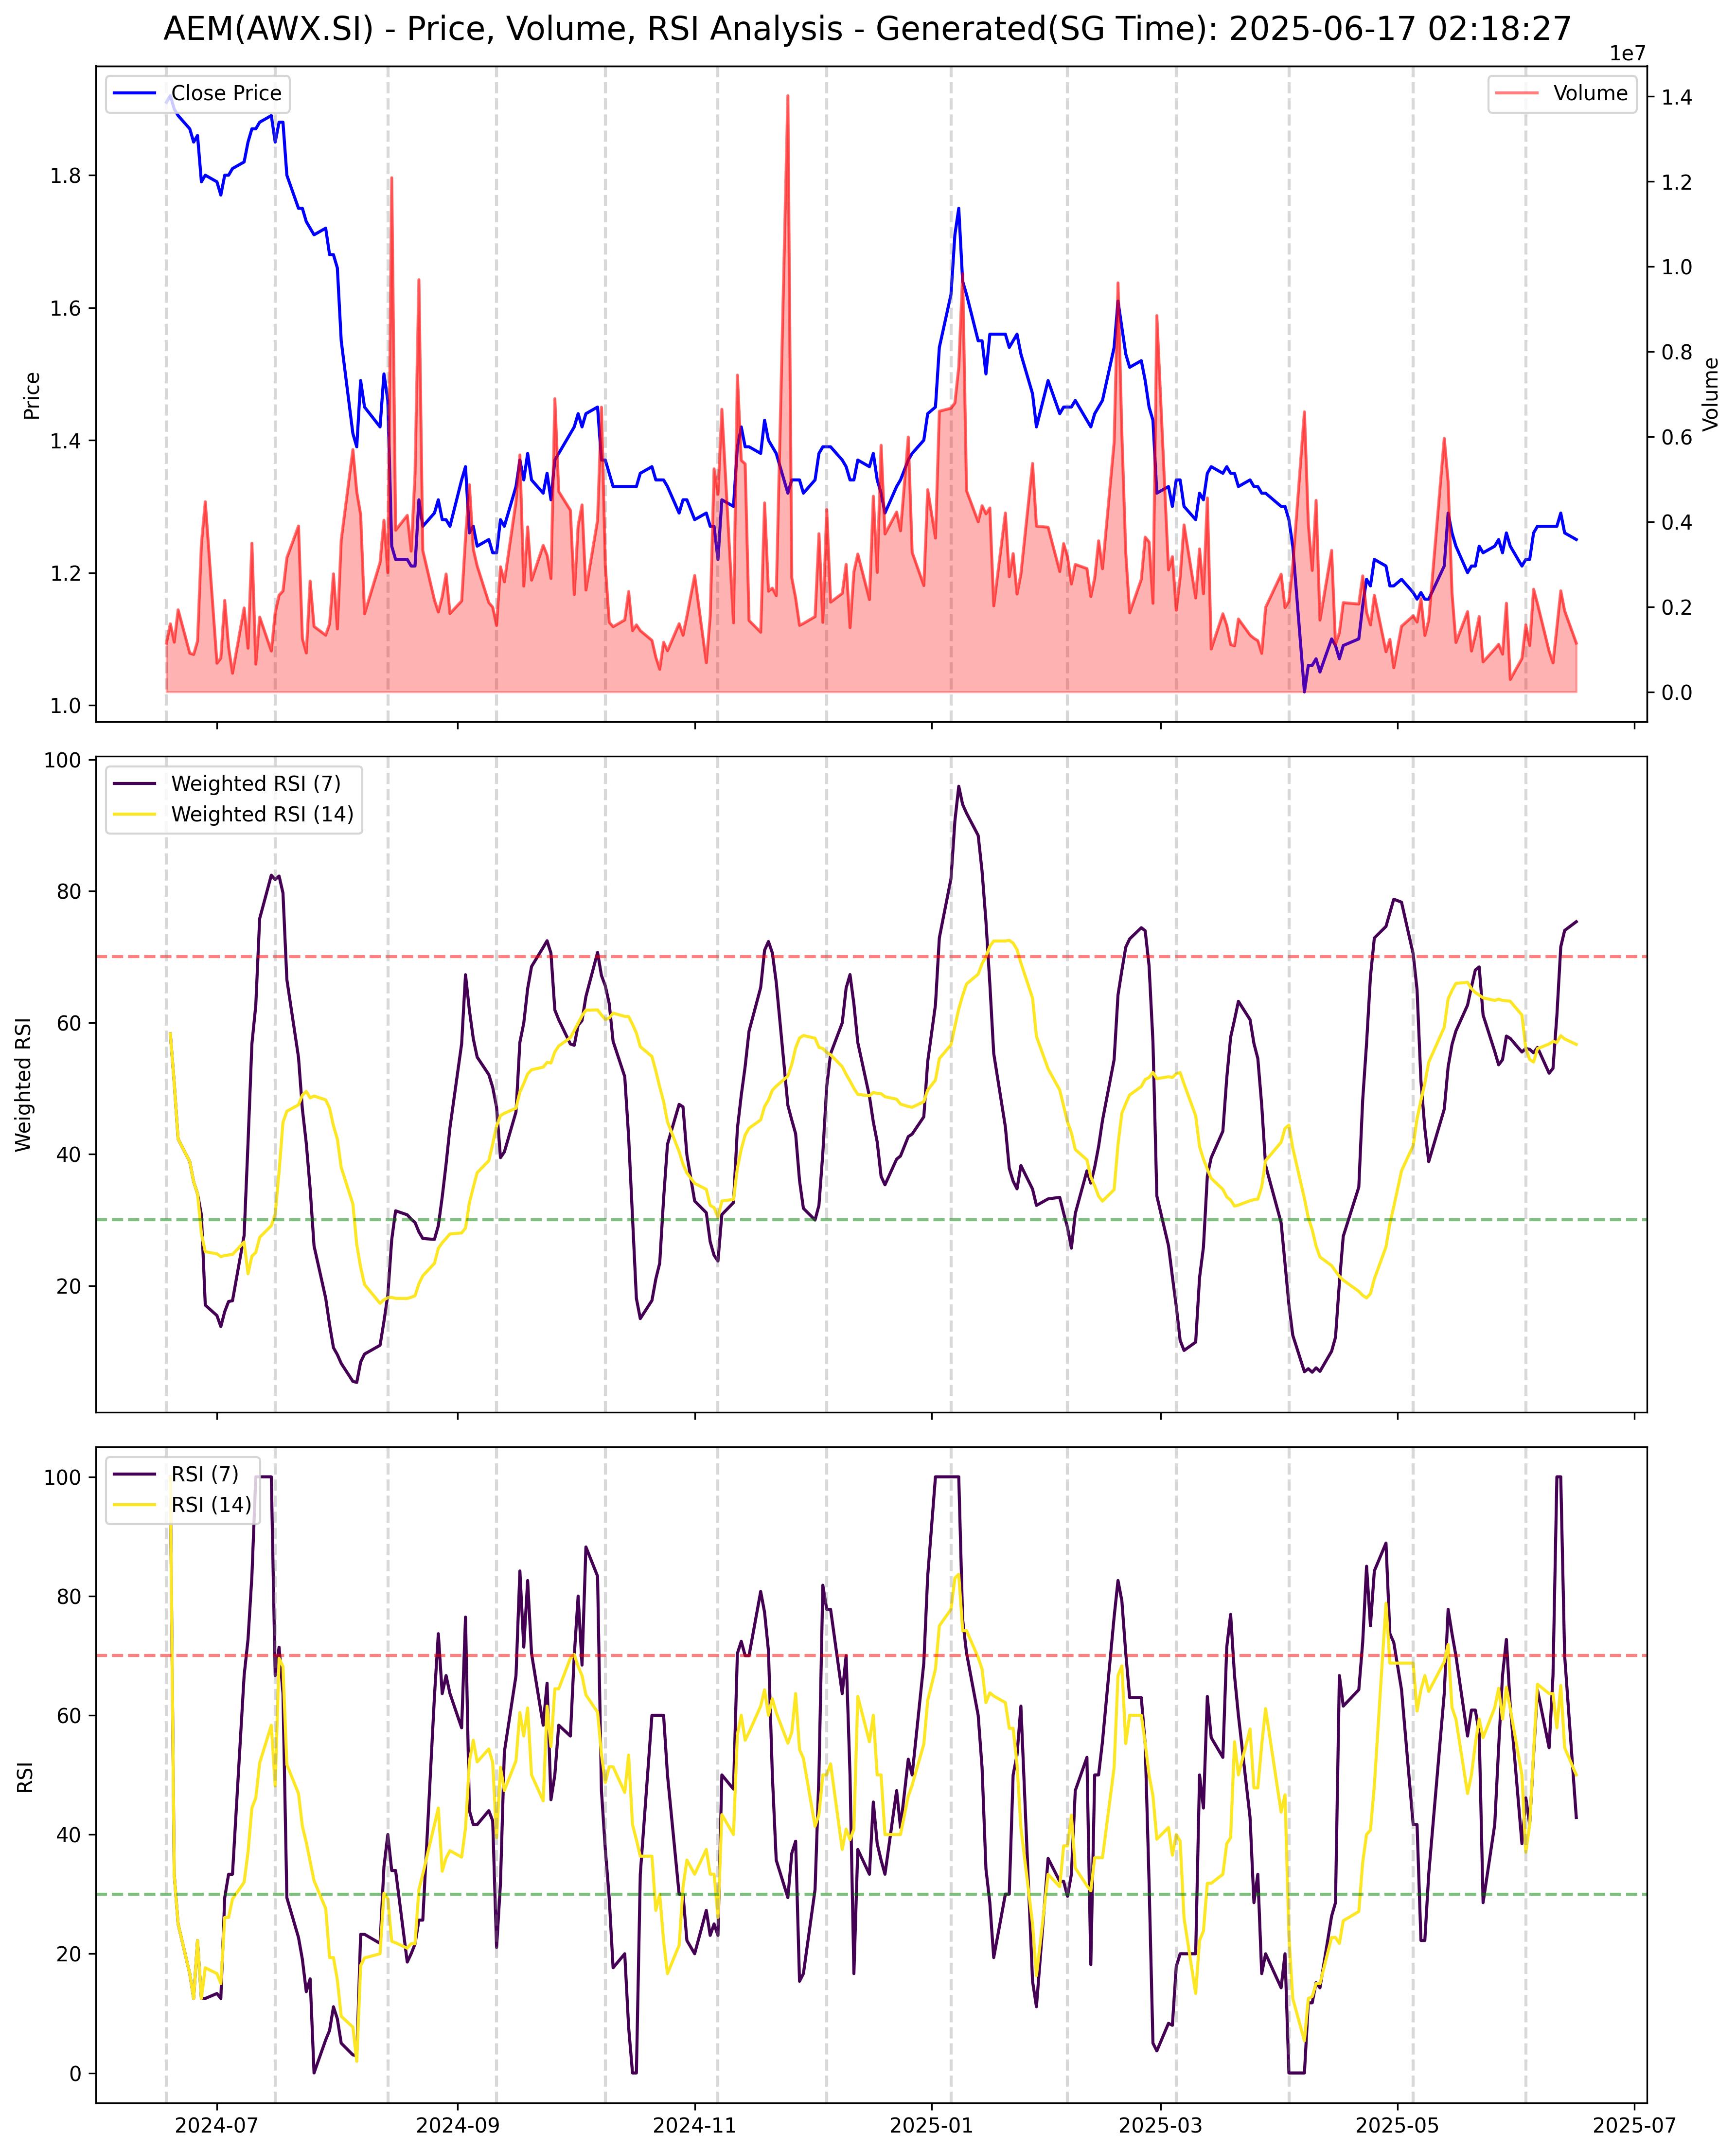 AEM(AWX.SI) - Price, Volume, RSI Analysis - Generated(SG Time): 2025-06-17 02:18:27
1e7
Close Price
Volume
1.8
1.6
1.4
1.2
1.0
Price
1.4
1.2
1.0
0.8
0.6
0.4
0.2
0.0
Volume
Weighted RSI (7)
Weighted RSI (14)
100
80
60
40
20
Weighted RSI
RSI (7)
RSI (14)
100
80
60
40
20
0
RSI
2024-07 2024-09 2024-11 2025-01 2025-03 2025-05 2025-07